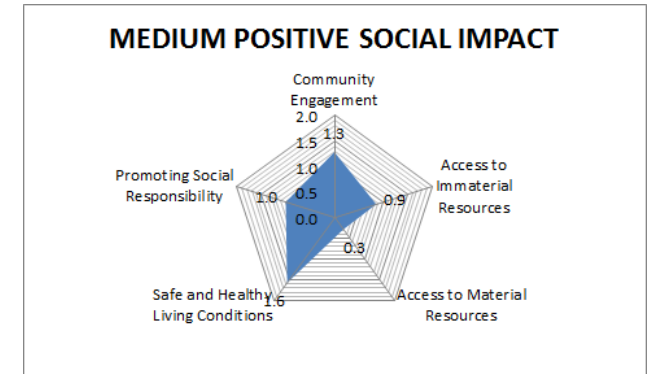 MEDIUM POSITIVE SOCIAL IMPACT
Community
Engagement
2.0
1.3
1.5
1.0
0.5
0.0
Access to
Immaterial
Resources
0.9
Promoting Social
Responsibility
1.0
0.3
Safe and Healthy
Living Conditions
1.6
Access to Material
Resources